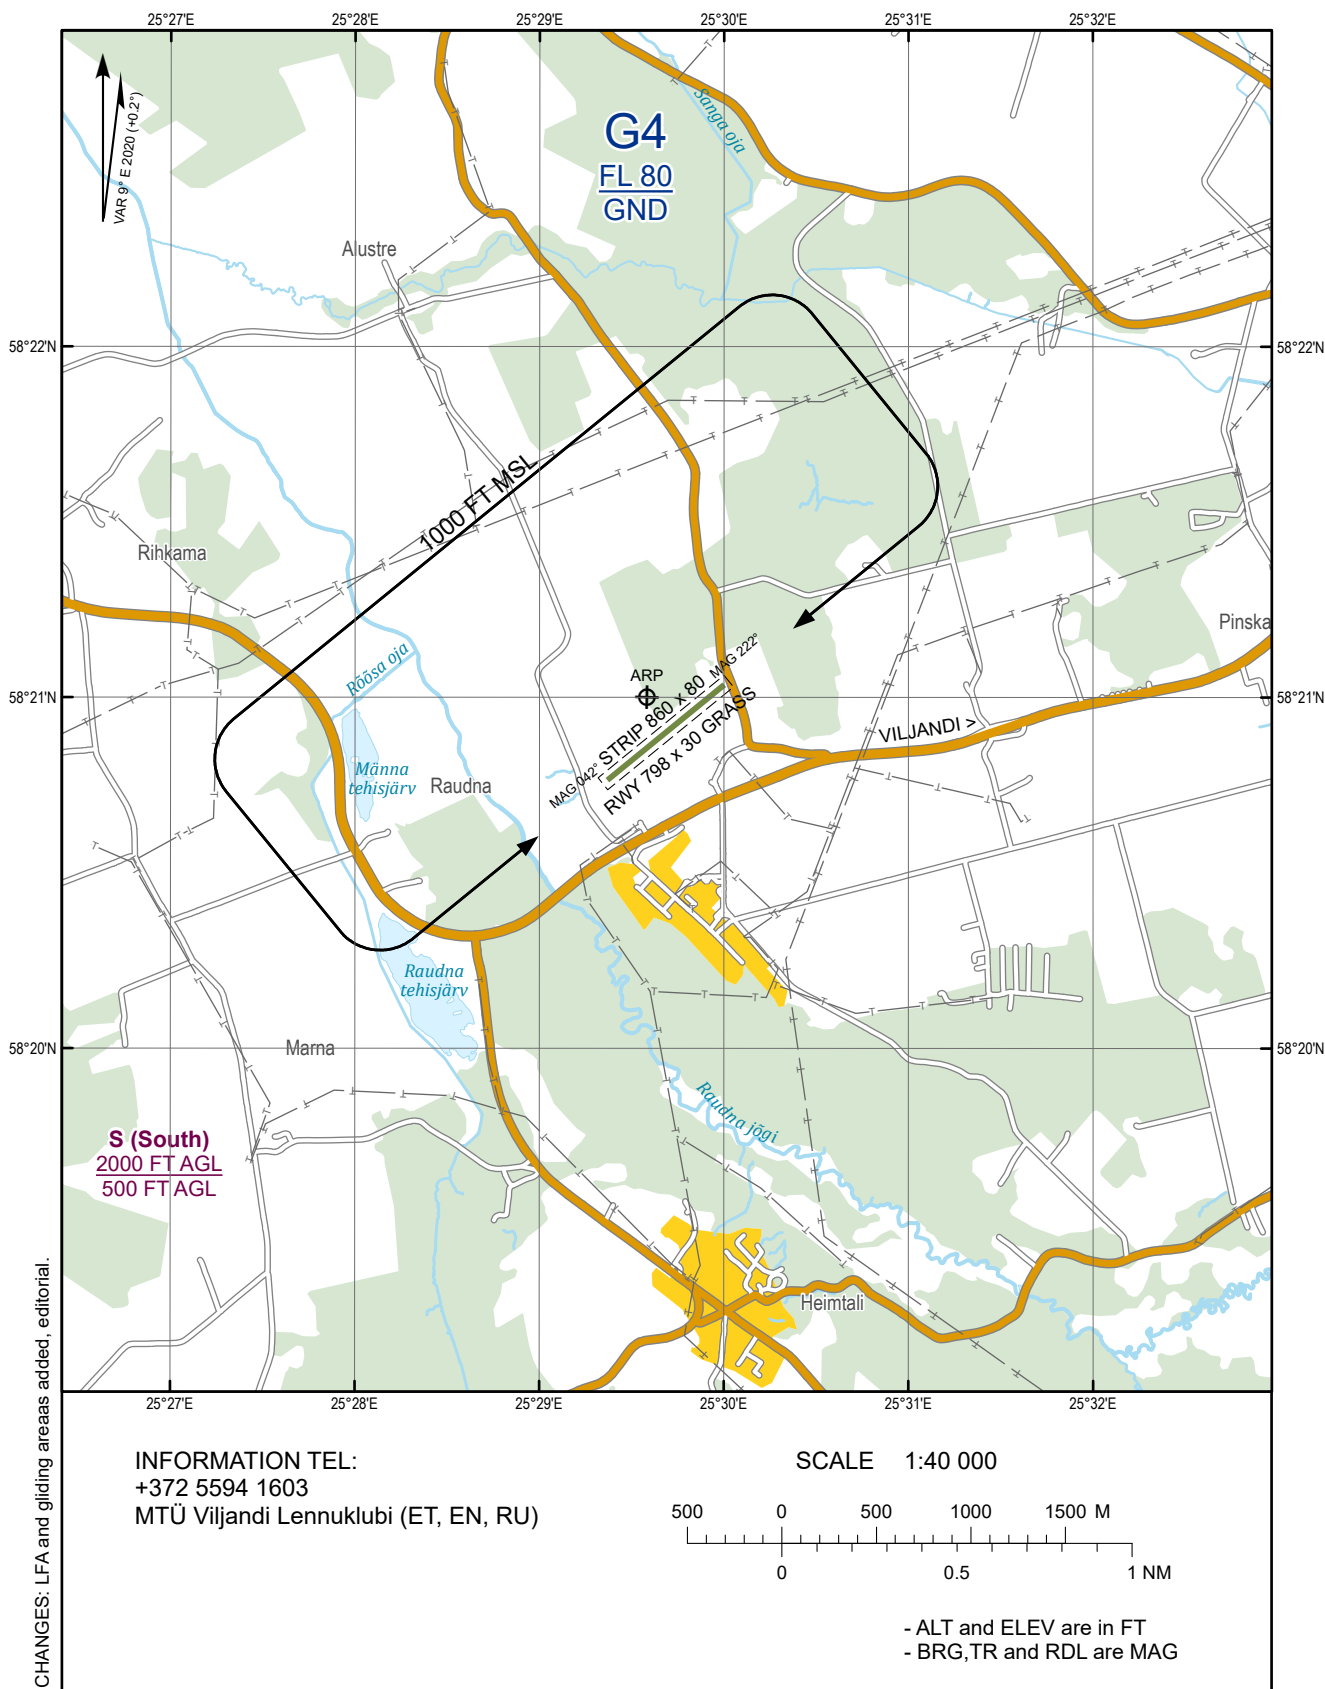 25°27'E
25°28'E
25°29'E
25°30'E
25°31'E
25°32'E
VAR 9° E 2020 (+0.2°)
G4
FL 80
GND
Sanga oja
Alustre
58°22'N
58°22'N
1000 FT MSL
Rihkama
Pinska
Rõõsa oja
ARP
58°21'N
58°21'N
MAG 042° STRIP 860 x 80 MAG 222°
RWY 798 x 30 GRASS
VILJANDI >
Männa
tehisjärv
Raudna
Raudna
tehisjärv
58°20'N
58°20'N
Marna
Raudna jõgi
S (South)
2000 FT AGL
500 FT AGL
Heimtali
25°27'E
25°28'E
25°29'E
25°30'E
25°31'E
25°32'E
CHANGES: LFA and gliding areaas added, editorial.
INFORMATION TEL:
+372 5594 1603
MTÜ Viljandi Lennuklubi (ET, EN, RU)
SCALE 1:40 000
500 0 500 1000 1500 M
0 0.5 1 NM
- ALT and ELEV are in FT
- BRG,TR and RDL are MAG